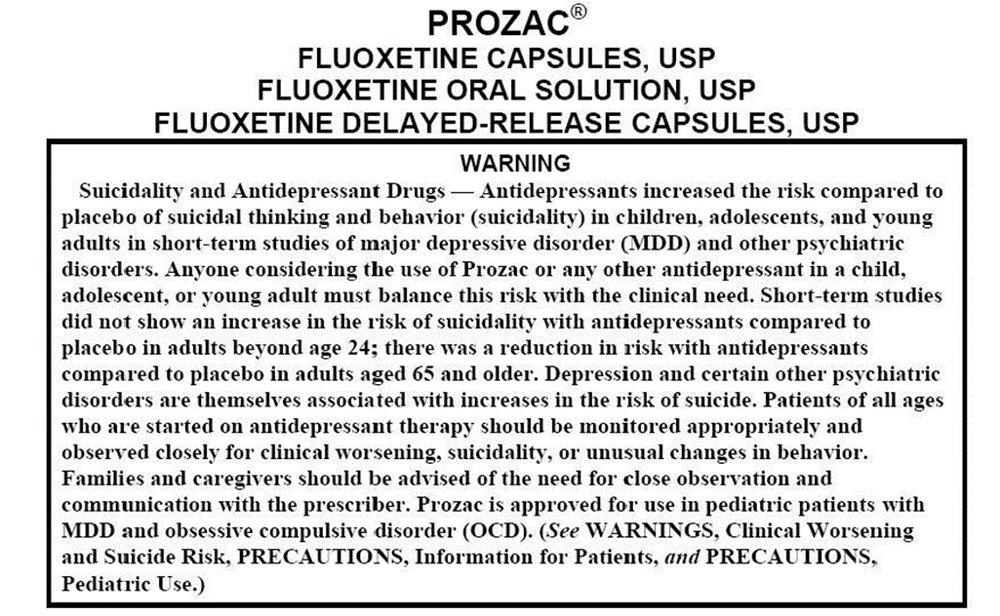 PROZAC®
FLUOXETINE CAPSULES, USP
FLUOXETINE ORAL SOLUTION, USP
FLUOXETINE DELAYED-RELEASE CAPSULES, USP
WARNING
Suicidality and Antidepressant Drugs — Antidepressants increased the risk compared to
placebo of suicidal thinking and behavior (suicidality) in children, adolescents, and young
adults in short-term studies of major depressive disorder (MDD) and other psychiatric
disorders. Anyone considering the use of Prozac or any other antidepressant in a child,
adolescent, or young adult must balance this risk with the clinical need. Short-term studies
did not show an increase in the risk of suicidality with antidepressants compared to
placebo in adults beyond age 24; there was a reduction in risk with antidepressants
compared to placebo in adults aged 65 and older. Depression and certain other psychiatric
disorders are themselves associated with increases in the risk of suicide. Patients of all ages
who are started on antidepressant therapy should be monitored appropriately and
observed closely for clinical worsening, suicidality, or unusual changes in behavior.
Families and caregivers should be advised of the need for close observation and
communication with the prescriber. Prozac is approved for use in pediatric patients with
MDD and obsessive compulsive disorder (OCD). (See WARNINGS, Clinical Worsening
and Suicide Risk, PRECAUTIONS, Information for Patients, and PRECAUTIONS,
Pediatric Use.)